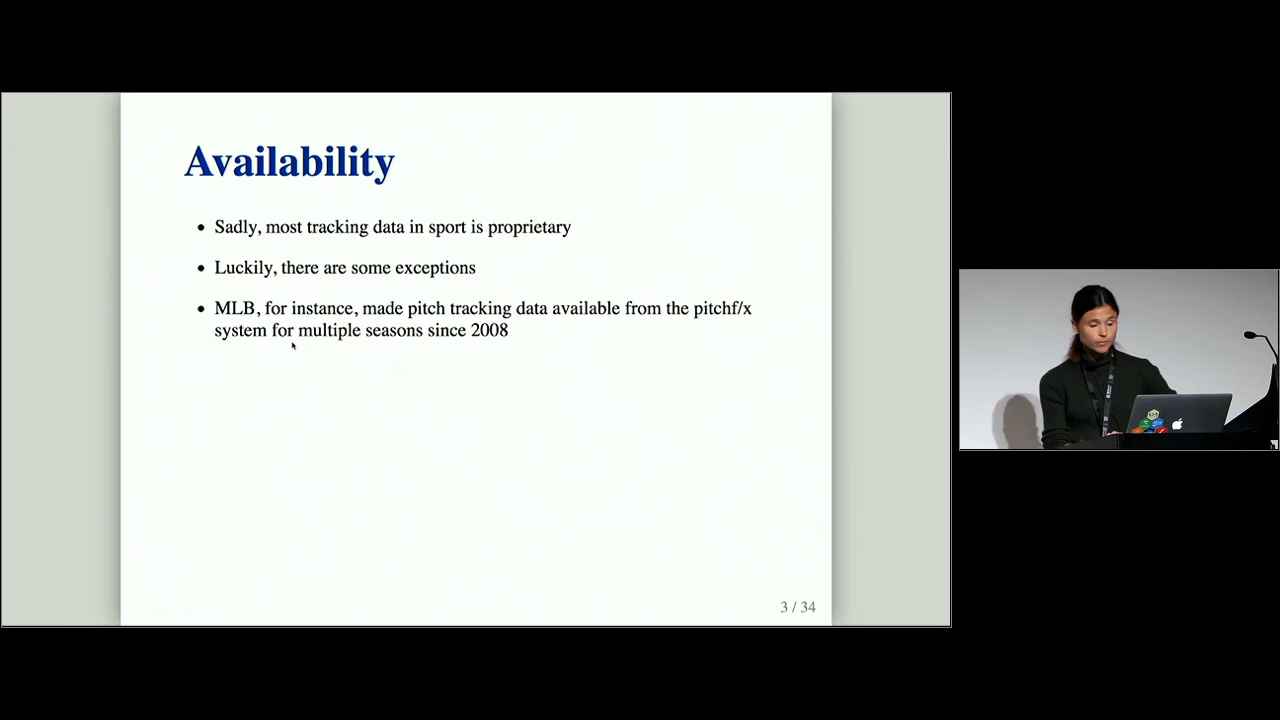 Availability
Sadly, most tracking data in sport is proprietary
Luckily, there are some exceptions
MLB, for instance, made pitch tracking data available from the pitchf/x
system for multiple seasons since 2008
3 / 34